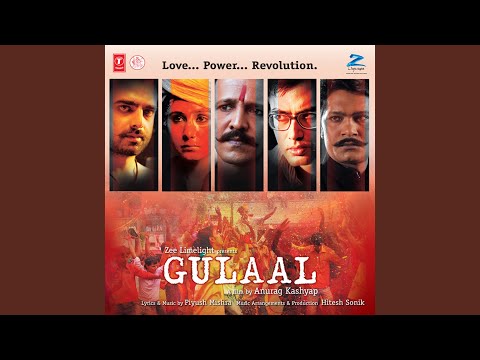 T-SERIES
Love... Power... Revolution.
Z
Zee Limelight presents
GULAAL
A Film by Anurag Kashyap
Lyrics & Music by Piyush Mishra Music Arrangements & Production Hitesh Sonik